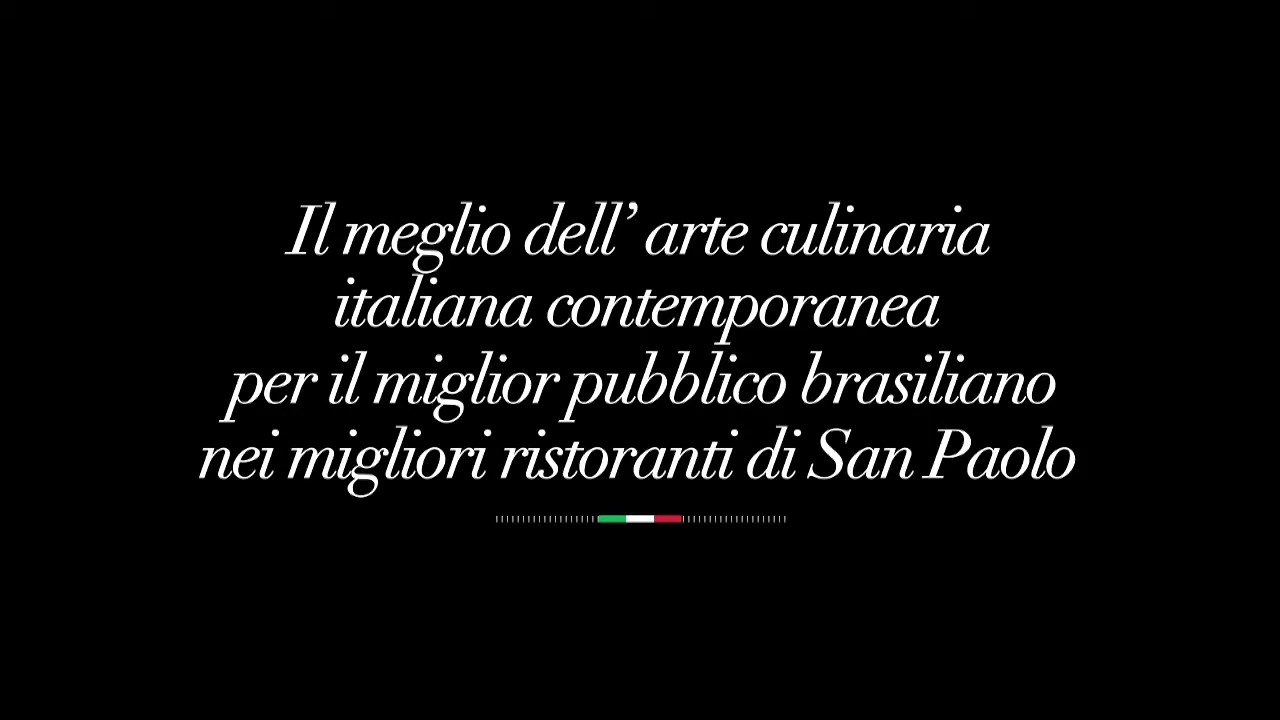 Il meglio dell’ arte culinaria
italiana contemporanea
per il miglior pubblico brasiliano
nei migliori ristoranti di San Paolo